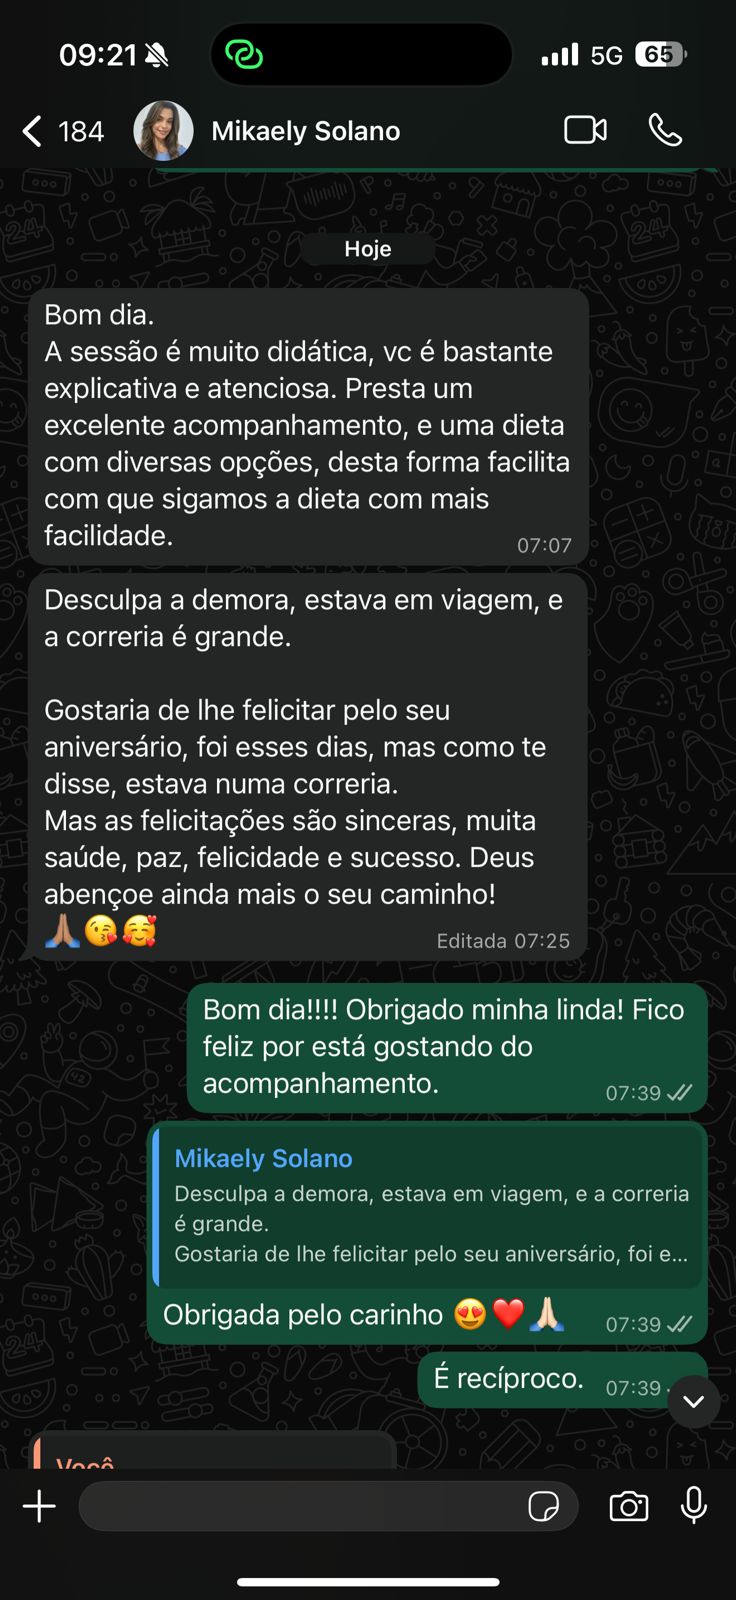 09:21
5G 65
184 Mikaely Solano
Hoje
Bom dia.
A sessão é muito didática, vc é bastante
explicativa e atenciosa. Presta um
excelente acompanhamento, e uma dieta
com diversas opções, desta forma facilita
com que sigamos a dieta com mais
facilidade.
07:07
Desculpa a demora, estava em viagem, e
a correria é grande.
Gostaria de lhe felicitar pelo seu
aniversário, foi esses dias, mas como te
disse, estava numa correria.
Mas as felicitações são sinceras, muita
saúde, paz, felicidade e sucesso. Deus
abençoe ainda mais o seu caminho!
🙏🏽😘🥰
Editada 07:25
Bom dia!!!! Obrigado minha linda! Fico
feliz por está gostando do
acompanhamento.
07:39
Mikaely Solano
Desculpa a demora, estava em viagem, e a correria
é grande.
Gostaria de lhe felicitar pelo seu aniversário, foi e...
Obrigada pelo carinho 😍❤️🙏🏻
07:39
É recíproco.
07:39
Você